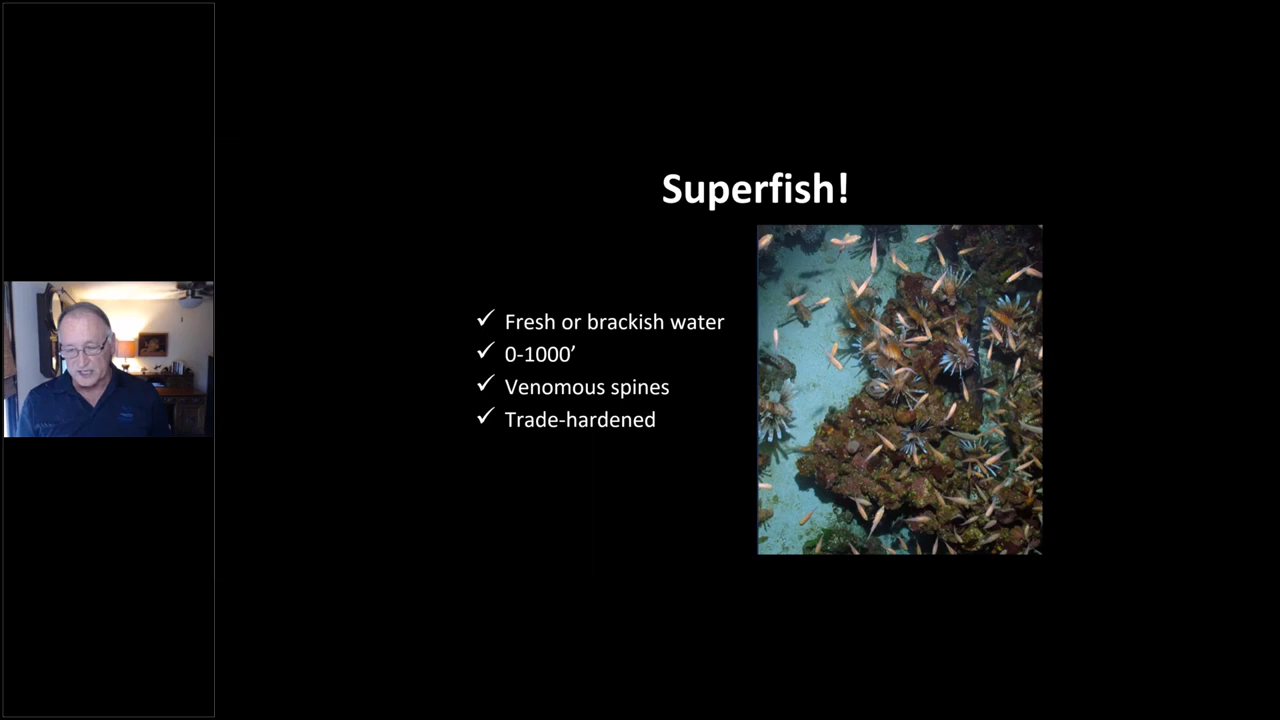 Superfish!
✓ Fresh or brackish water
✓ 0-1000’
✓ Venomous spines
✓ Trade-hardened